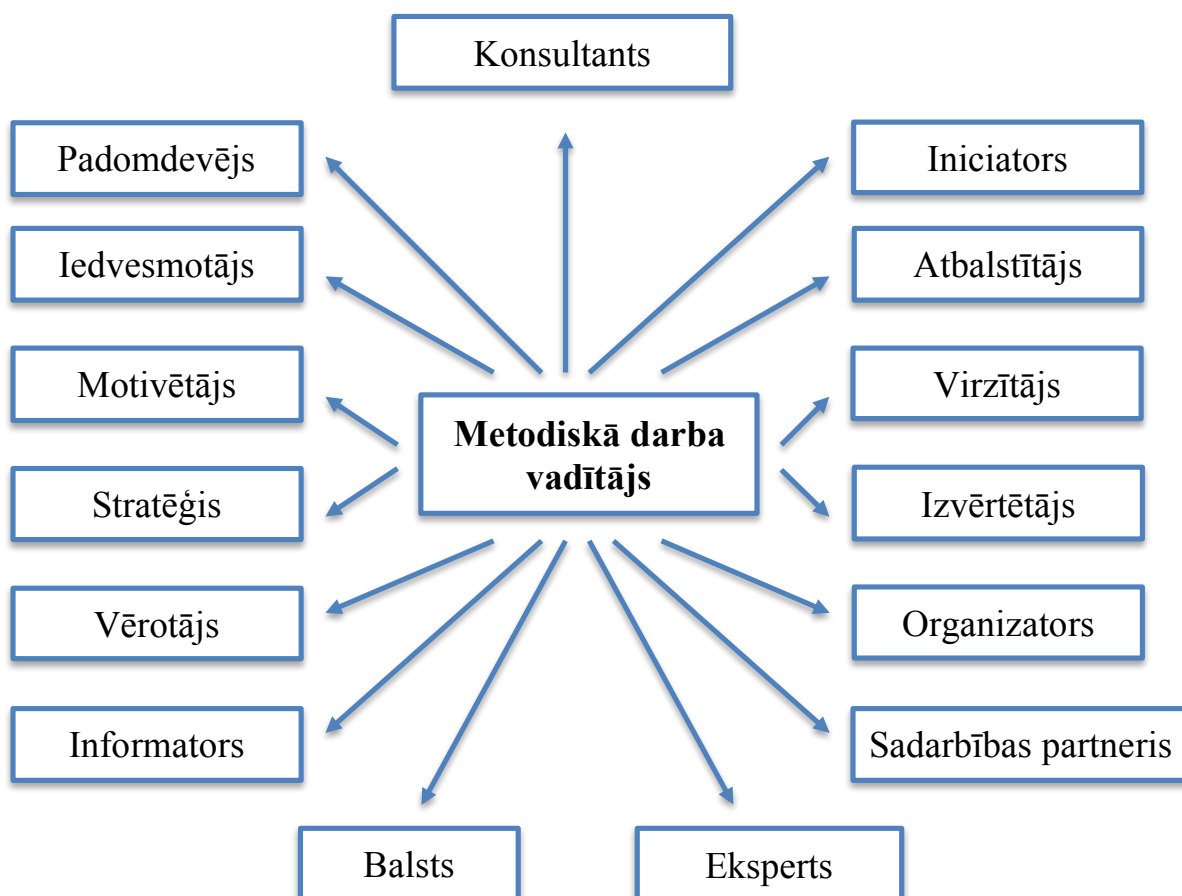 Konsultants
Padomdevējs
Iniciators
Iedvesmotājs
Atbalstītājs
Motivētājs
Virzītājs
Metodiskā darba
vadītājs
Stratēģis
Izvērtētājs
Vērotājs
Organizators
Informators
Sadarbības partneris
Balsts
Eksperts